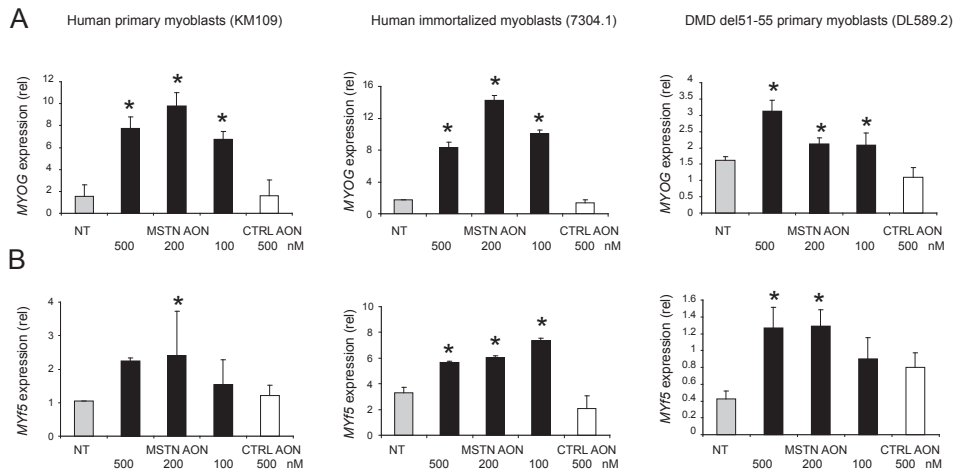 A
Human primary myoblasts (KM109)
Human immortalized myoblasts (7304.1)
DMD del51-55 primary myoblasts (DL589.2)
MYOG expression (rel)
12
10
8
6
4
2
0
*
*
*
NT
MSTN AON
CTRL AON
500
200
100
500 nM
MYOG expression (rel)
16
12
8
4
0
*
*
*
NT
MSTN AON
CTRL AON
500
200
100
500 nM
MYOG expression (rel)
4
3.5
3
2.5
2
1.5
1
0.5
0
*
*
*
NT
MSTN AON
CTRL AON
500
200
100
500 nM
B
MYf5 expression (rel)
4
3
2
1
0
*
NT
MSTN AON
CTRL AON
500
200
100
500 nM
MYf5 expression (rel)
10
8
6
4
2
0
*
*
*
NT
MSTN AON
CTRL AON
500
200
100
500 nM
MYf5 expression (rel)
1.6
1.4
1.2
1
0.8
0.6
0.4
0.2
0
*
*
NT
MSTN AON
CTRL AON
500
200
100
500 nM